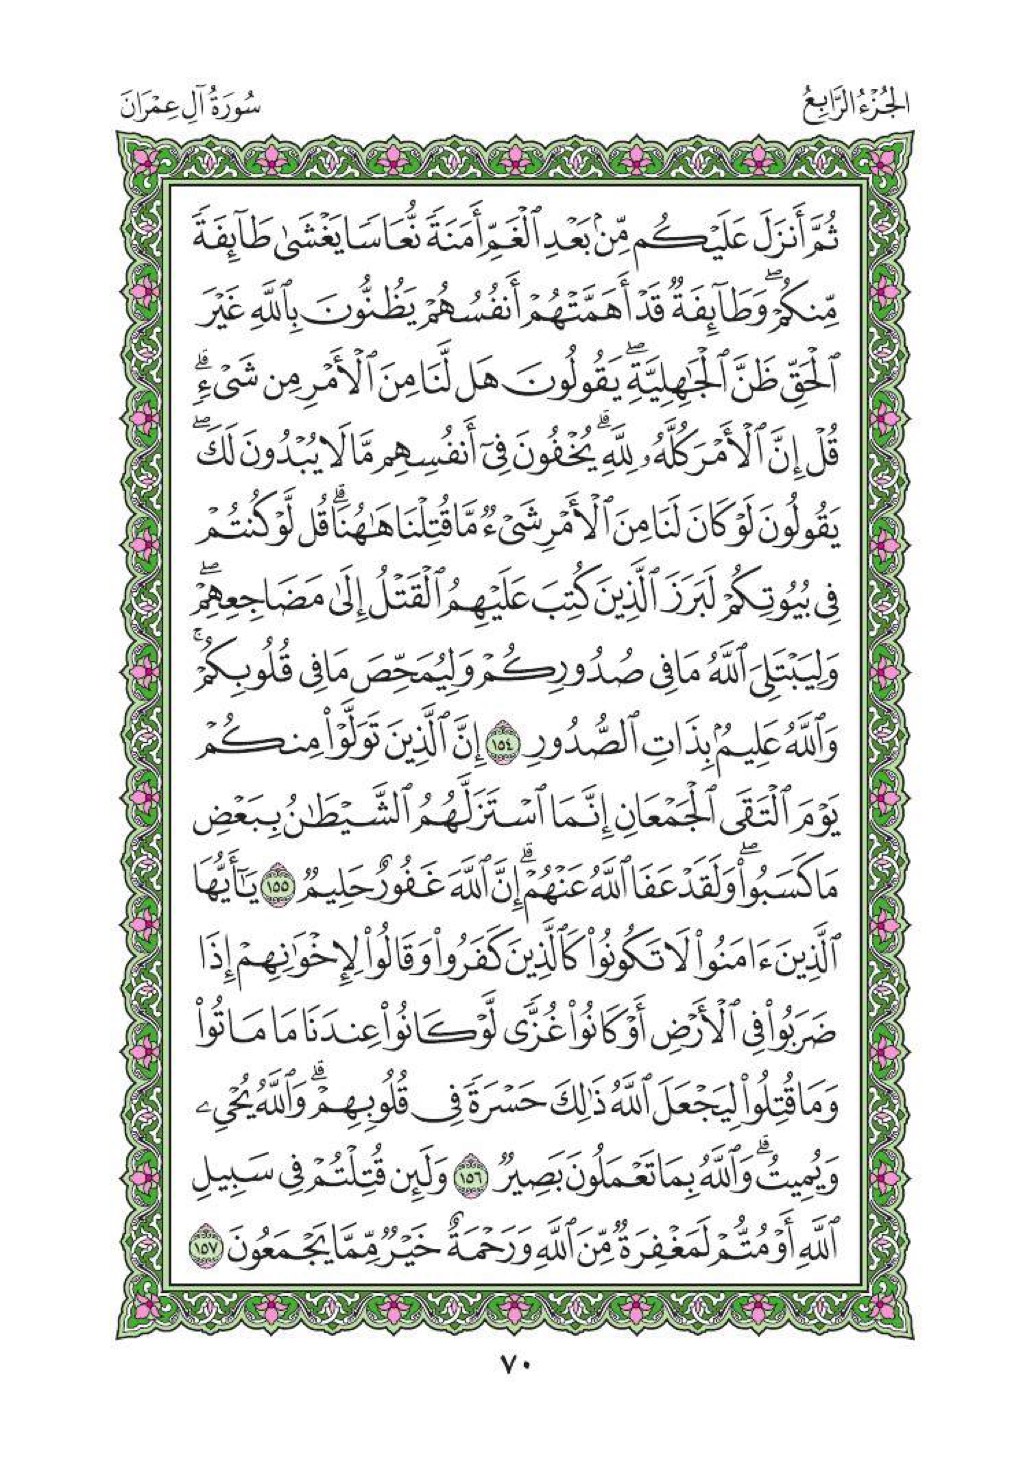 الجُزْءُ الرَّابِعُ
سُورَةُ آلِ عِمْرَانَ
ثُمَّ أَنزَلَ عَلَيْكُم مِّنۢ بَعْدِ ٱلْغَمِّ أَمَنَةً نُّعَاسًا يَغْشَىٰ طَآئِفَةً
مِّنكُمْ ۖ وَطَآئِفَةٌ قَدْ أَهَمَّتْهُمْ أَنفُسُهُمْ يَظُنُّونَ بِٱللَّهِ غَيْرَ
ٱلْحَقِّ ظَنَّ ٱلْجَٰهِلِيَّةِ ۖ يَقُولُونَ هَل لَّنَا مِنَ ٱلْأَمْرِ مِن شَىْءٍ ۗ
قُلْ إِنَّ ٱلْأَمْرَ كُلَّهُۥ لِلَّهِ ۗ يُخْفُونَ فِىٓ أَنفُسِهِم مَّا لَا يُبْدُونَ لَكَ ۖ
يَقُولُونَ لَوْ كَانَ لَنَا مِنَ ٱلْأَمْرِ شَىْءٌ مَّا قُتِلْنَا هَٰهُنَا ۗ قُل لَّوْ كُنتُمْ
فِى بُيُوتِكُمْ لَبَرَزَ ٱلَّذِينَ كُتِبَ عَلَيْهِمُ ٱلْقَتْلُ إِلَىٰ مَضَاجِعِهِمْ ۖ
وَلِيَبْتَلِىَ ٱللَّهُ مَا فِى صُدُورِكُمْ وَلِيُمَحِّصَ مَا فِى قُلُوبِكُمْ ۚ
وَٱللَّهُ عَلِيمٌۢ بِذَاتِ ٱلصُّدُورِ ١٥٤ إِنَّ ٱلَّذِينَ تَوَلَّوْا۟ مِنكُمْ
يَوْمَ ٱلْتَقَى ٱلْجَمْعَانِ إِنَّمَا ٱسْتَزَلَّهُمُ ٱلشَّيْطَٰنُ بِبَعْضِ
مَا كَسَبُوا۟ ۖ وَلَقَدْ عَفَا ٱللَّهُ عَنْهُمْ ۗ إِنَّ ٱللَّهَ غَفُورٌ حَلِيمٌ ١٥٥ يَٰٓأَيُّهَا
ٱلَّذِينَ ءَامَنُوا۟ لَا تَكُونُوا۟ كَٱلَّذِينَ كَفَرُوا۟ وَقَالُوا۟ لِإِخْوَٰنِهِمْ إِذَا
ضَرَبُوا۟ فِى ٱلْأَرْضِ أَوْ كَانُوا۟ غُزًّى لَّوْ كَانُوا۟ عِندَنَا مَا مَاتُوا۟
وَمَا قُتِلُوا۟ لِيَجْعَلَ ٱللَّهُ ذَٰلِكَ حَسْرَةً فِى قُلُوبِهِمْ ۗ وَٱللَّهُ يُحْىِۦ
وَيُمِيتُ ۗ وَٱللَّهُ بِمَا تَعْمَلُونَ بَصِيرٌ ١٥٦ وَلَئِن قُتِلْتُمْ فِى سَبِيلِ
ٱللَّهِ أَوْ مُتُّمْ لَمَغْفِرَةٌ مِّنَ ٱللَّهِ وَرَحْمَةٌ خَيْرٌ مِّمَّا يَجْمَعُونَ ١٥٧
٧٠